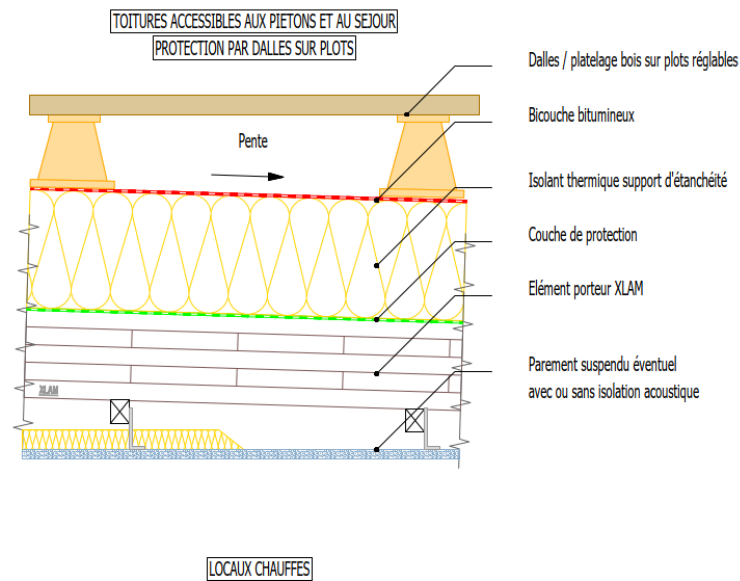 TOITURES ACCESSIBLES AUX PIETONS ET AU SEJOUR
PROTECTION PAR DALLES SUR PLOTS
Dalles / platelage bois sur plots réglables
Bicouche bitumineux
Pente
Isolant thermique support d'étanchéité
Couche de protection
Elément porteur XLAM
Parement suspendu éventuel
avec ou sans isolation acoustique
XLAM
LOCAUX CHAUFFES